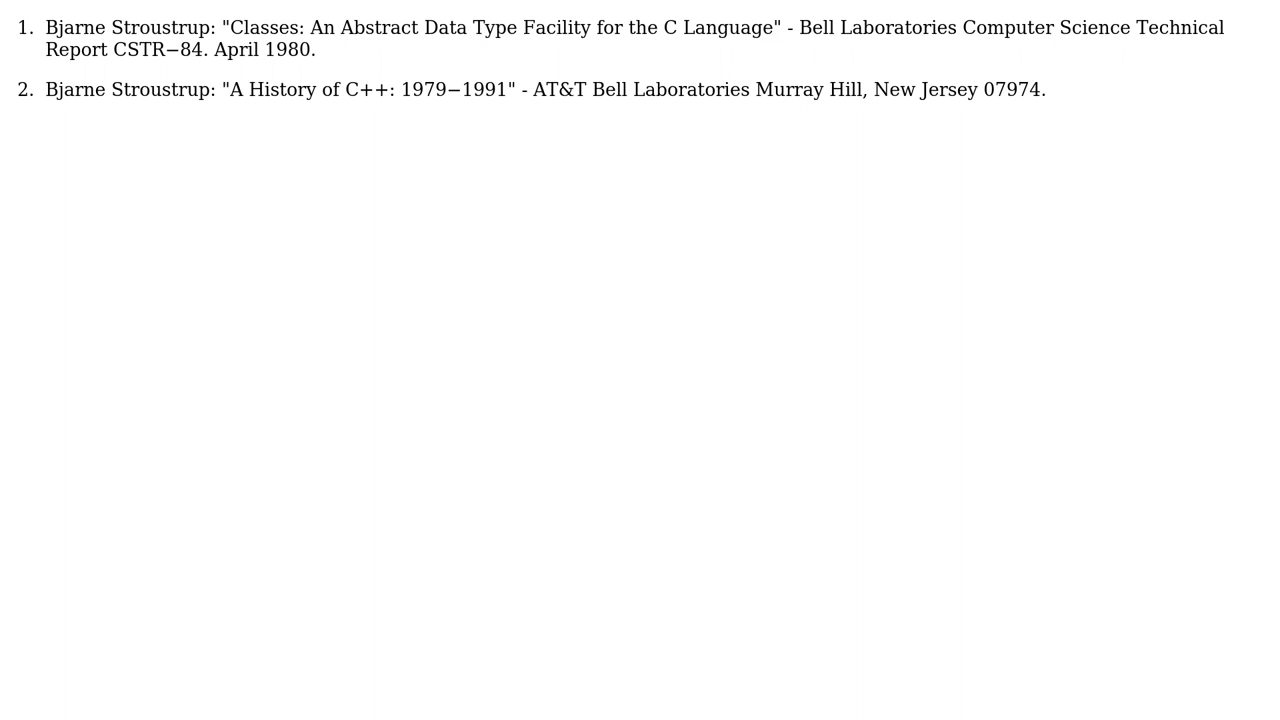 1. Bjarne Stroustrup: "Classes: An Abstract Data Type Facility for the C Language" - Bell Laboratories Computer Science Technical
Report CSTR−84. April 1980.
2. Bjarne Stroustrup: "A History of C++: 1979−1991" - AT&T Bell Laboratories Murray Hill, New Jersey 07974.